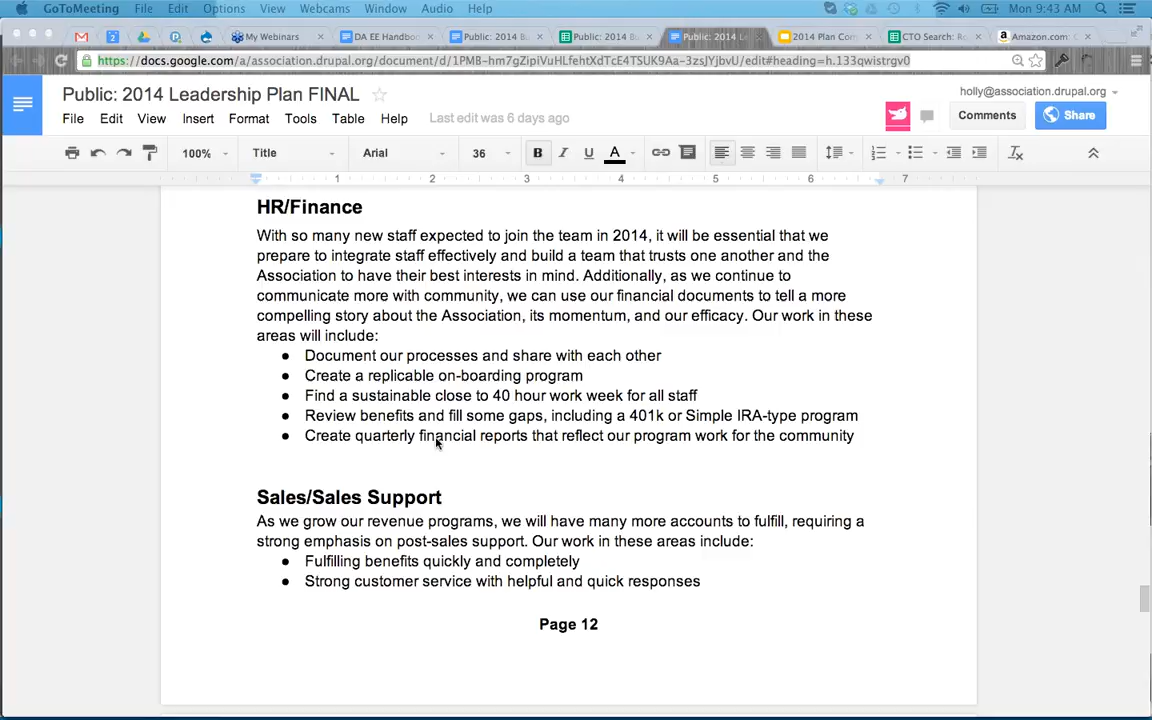 GoToMeeting File Edit Options View Webcams Window Audio Help Mon 9:43 AM
My Webinars DA EE Handbo Public: 2014 Bu Public: 2014 Bu Public: 2014 Le 2014 Plan Com CTO Search: Ro Amazon.com:
https://docs.google.com/a/association.drupal.org/document/d/1PMB-hm7gZipiVuHLfehtXdTcE4TSUK9Aa-3zsJYjbvU/edit#heading=h.133qwistrgv0
Public: 2014 Leadership Plan FINAL
holly@association.drupal.org
File Edit View Insert Format Tools Table Help Last edit was 6 days ago
Comments Share
100% Title Arial 36 B I U A
1 2 3 4 5 6 7
HR/Finance
With so many new staff expected to join the team in 2014, it will be essential that we
prepare to integrate staff effectively and build a team that trusts one another and the
Association to have their best interests in mind. Additionally, as we continue to
communicate more with community, we can use our financial documents to tell a more
compelling story about the Association, its momentum, and our efficacy. Our work in these
areas will include:
● Document our processes and share with each other
● Create a replicable on-boarding program
● Find a sustainable close to 40 hour work week for all staff
● Review benefits and fill some gaps, including a 401k or Simple IRA-type program
● Create quarterly financial reports that reflect our program work for the community
Sales/Sales Support
As we grow our revenue programs, we will have many more accounts to fulfill, requiring a
strong emphasis on post-sales support. Our work in these areas include:
● Fulfilling benefits quickly and completely
● Strong customer service with helpful and quick responses
Page 12